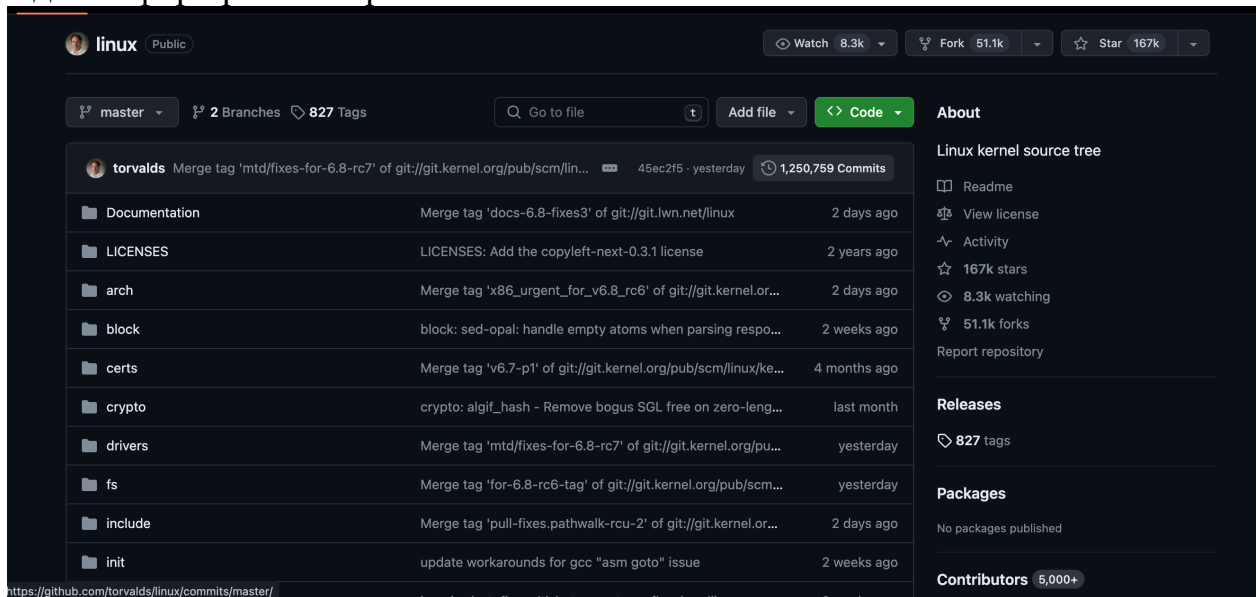 linux Public Watch 8.3k Fork 51.1k Star 167k
master 2 Branches 827 Tags Go to file t Add file Code
torvalds Merge tag 'mtd/fixes-for-6.8-rc7' of git://git.kernel.org/pub/scm/lin... 45ec2f5 · yesterday 1,250,759 Commits
Documentation Merge tag 'docs-6.8-fixes3' of git://git.lwn.net/linux 2 days ago
LICENSES LICENSES: Add the copyleft-next-0.3.1 license 2 years ago
arch Merge tag 'x86_urgent_for_v6.8_rc6' of git://git.kernel.or... 2 days ago
block block: sed-opal: handle empty atoms when parsing respo... 2 weeks ago
certs Merge tag 'v6.7-p1' of git://git.kernel.org/pub/scm/linux/ke... 4 months ago
crypto crypto: algif_hash - Remove bogus SGL free on zero-leng... last month
drivers Merge tag 'mtd/fixes-for-6.8-rc7' of git://git.kernel.org/pu... yesterday
fs Merge tag 'for-6.8-rc6-tag' of git://git.kernel.org/pub/scm... yesterday
include Merge tag 'pull-fixes.pathwalk-rcu-2' of git://git.kernel.or... 2 days ago
init update workarounds for gcc "asm goto" issue 2 weeks ago
https://github.com/torvalds/linux/commits/master/
About
Linux kernel source tree
Readme
View license
Activity
167k stars
8.3k watching
51.1k forks
Report repository
Releases
827 tags
Packages
No packages published
Contributors 5,000+